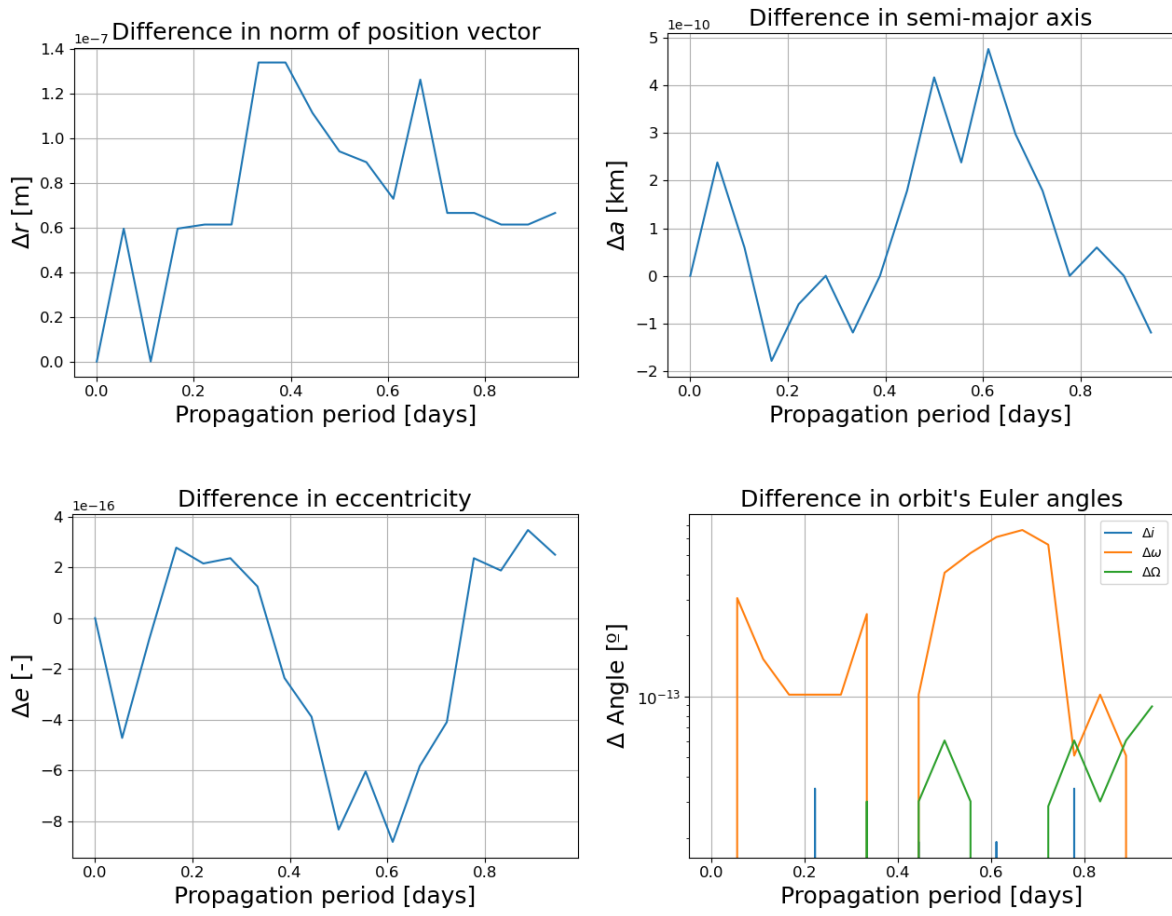 Difference in norm of position vector
1e−7
1.4
1.2
1.0
0.8
0.6
0.4
0.2
0.0
Δr [m]
0.0 0.2 0.4 0.6 0.8
Propagation period [days]
Difference in semi-major axis
1e−10
5
4
3
2
1
0
−1
−2
Δa [km]
0.0 0.2 0.4 0.6 0.8
Propagation period [days]
Difference in eccentricity
1e−16
4
2
0
−2
−4
−6
−8
Δe [-]
0.0 0.2 0.4 0.6 0.8
Propagation period [days]
Difference in orbit's Euler angles
Δi
Δω
ΔΩ
10⁻¹³
Δ Angle [º]
0.0 0.2 0.4 0.6 0.8
Propagation period [days]